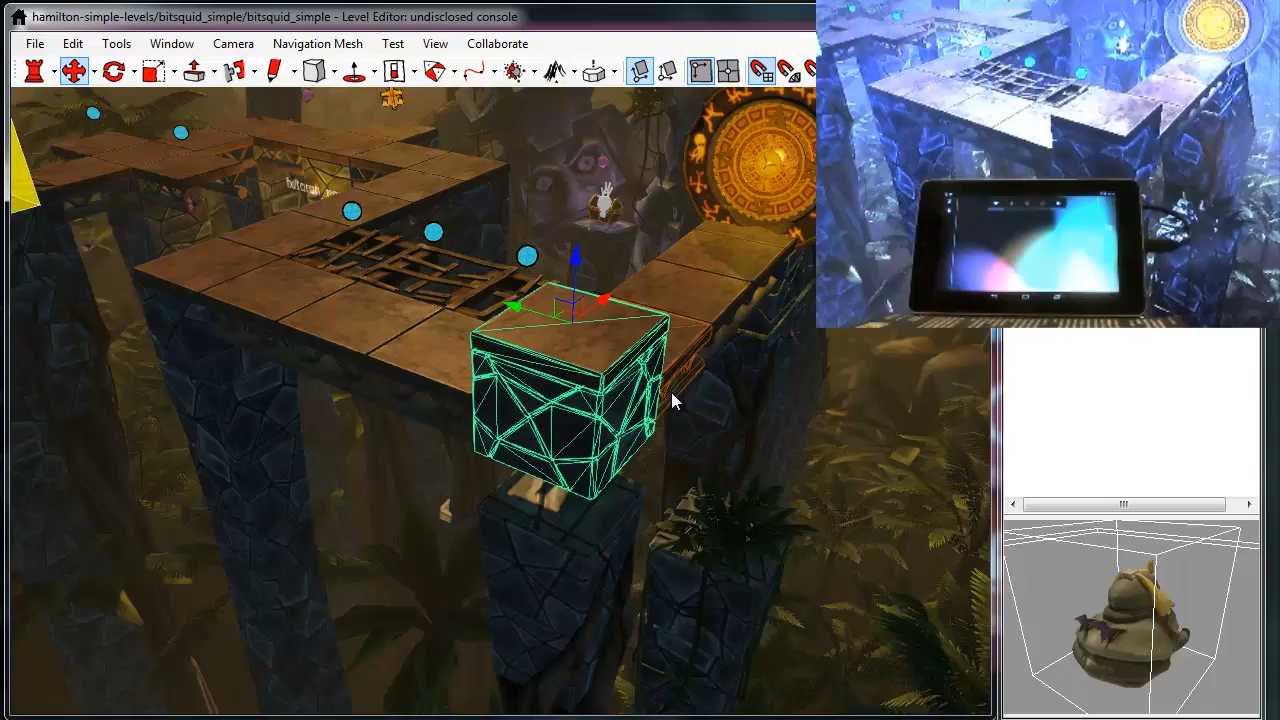 hamilton-simple-levels/bitsquid_simple/bitsquid_simple - Level Editor: undisclosed console
File Edit Tools Window Camera Navigation Mesh Test View Collaborate